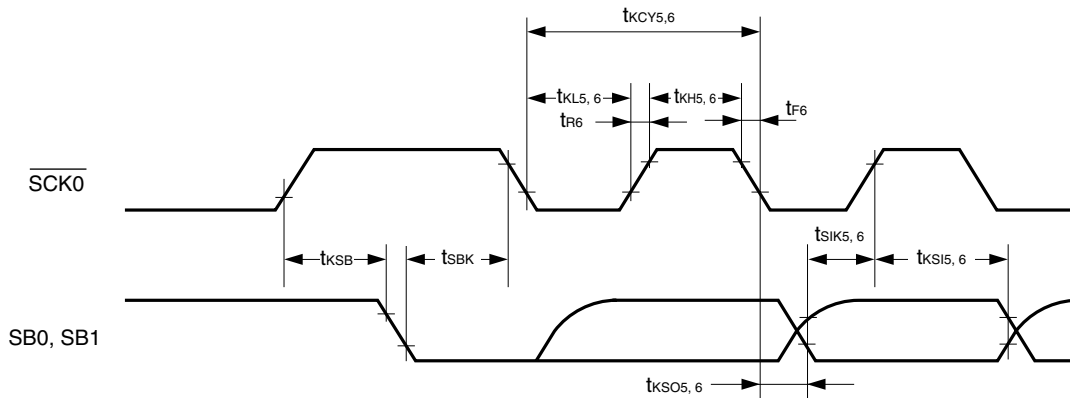 tKCY5,6
tKL5, 6
tKH5, 6
tR6
tF6
SCK0
tSIK5, 6
tKSB
tSBK
tKSI5, 6
SB0, SB1
tKSO5, 6